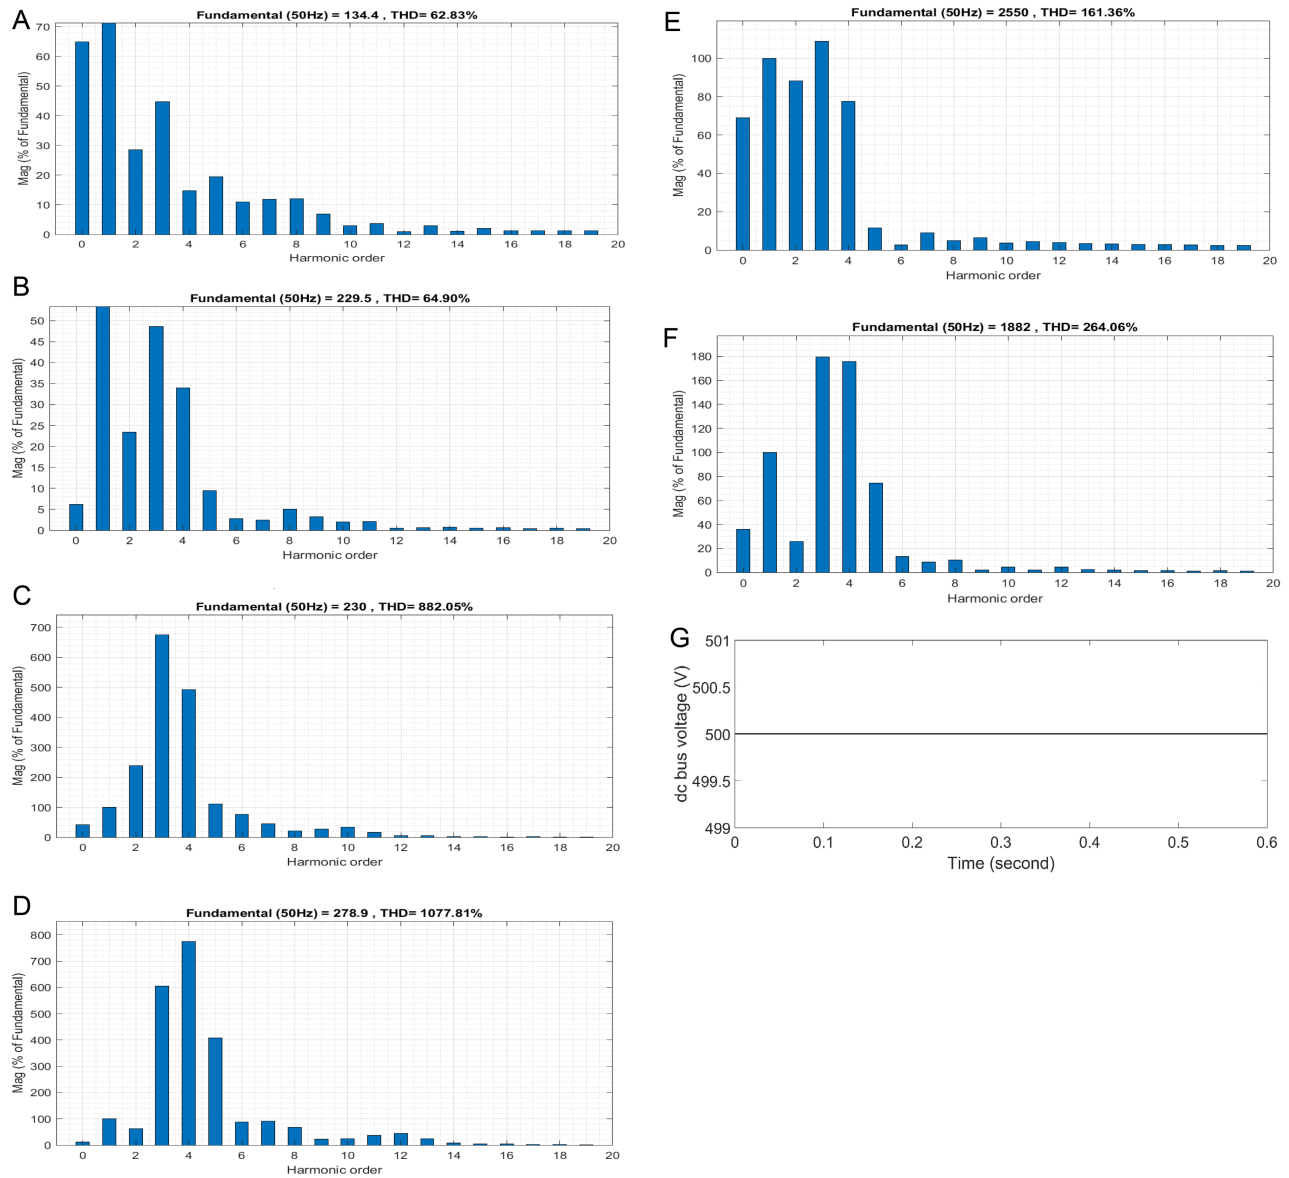 A
Fundamental (50Hz) = 134.4 , THD= 62.83%
Mag (% of Fundamental)
70
60
50
40
30
20
10
0
0 2 4 6 8 10 12 14 16 18 20
Harmonic order
B
Fundamental (50Hz) = 229.5 , THD= 64.90%
Mag (% of Fundamental)
50
45
40
35
30
25
20
15
10
5
0
0 2 4 6 8 10 12 14 16 18 20
Harmonic order
C
Fundamental (50Hz) = 230 , THD= 882.05%
Mag (% of Fundamental)
700
600
500
400
300
200
100
0
0 2 4 6 8 10 12 14 16 18 20
Harmonic order
D
Fundamental (50Hz) = 278.9 , THD= 1077.81%
Mag (% of Fundamental)
800
700
600
500
400
300
200
100
0
0 2 4 6 8 10 12 14 16 18 20
Harmonic order
E
Fundamental (50Hz) = 2550 , THD= 161.36%
Mag (% of Fundamental)
100
80
60
40
20
0
0 2 4 6 8 10 12 14 16 18 20
Harmonic order
F
Fundamental (50Hz) = 1882 , THD= 264.06%
Mag (% of Fundamental)
180
160
140
120
100
80
60
40
20
0
0 2 4 6 8 10 12 14 16 18 20
Harmonic order
G
dc bus voltage (V)
501
500.5
500
499.5
499
0 0.1 0.2 0.3 0.4 0.5 0.6
Time (second)